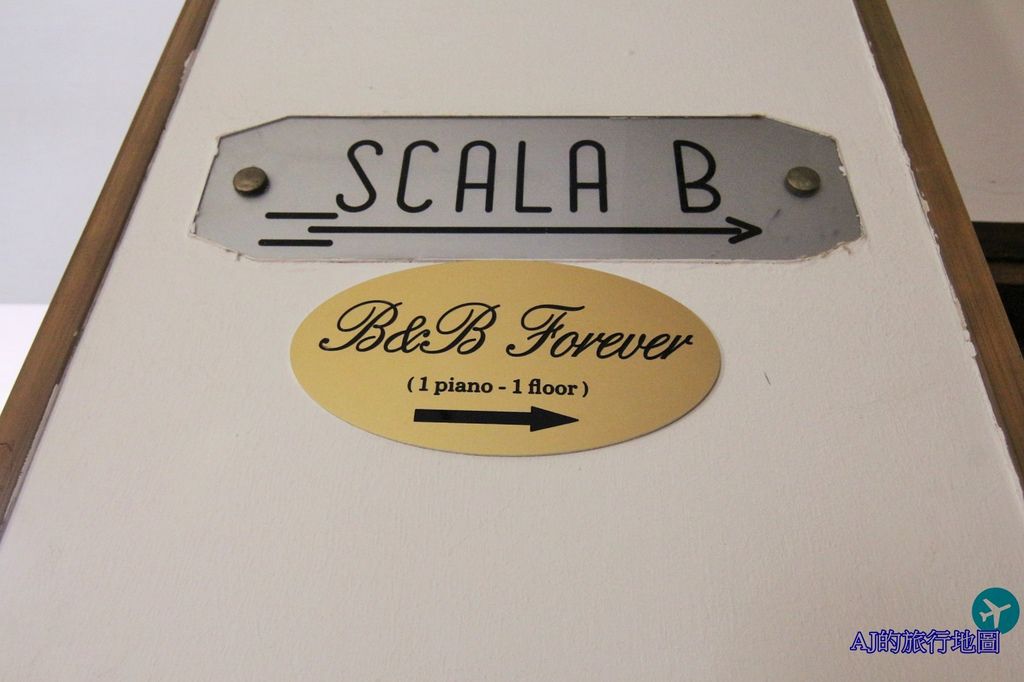 SCALA B
B&B Forever
( 1 piano - 1 floor )
AJ的旅行地圖